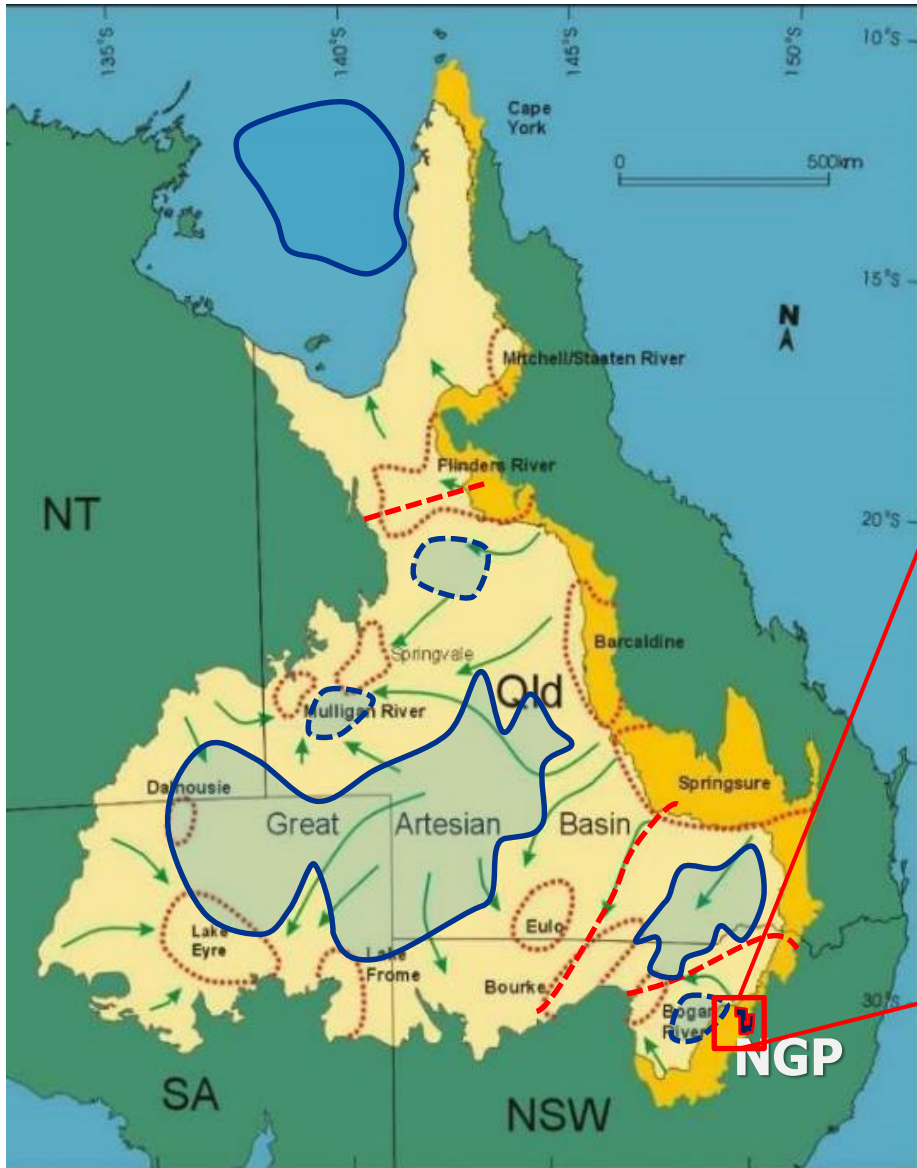 135°S
140°S
145°S
150°S
10°S
Cape
York
0
500km
15°S
N
Mitchell/Staaten River
Flinders River
NT
20°S
Springvale
Barcaldine
Qld
Mulligan River
Dalhousie
Springsure
Great
Artesian
Basin
Lake
Eyre
Eulo
Lake
Frome
Bourke
30°S
Bogan
River
NGP
SA
NSW